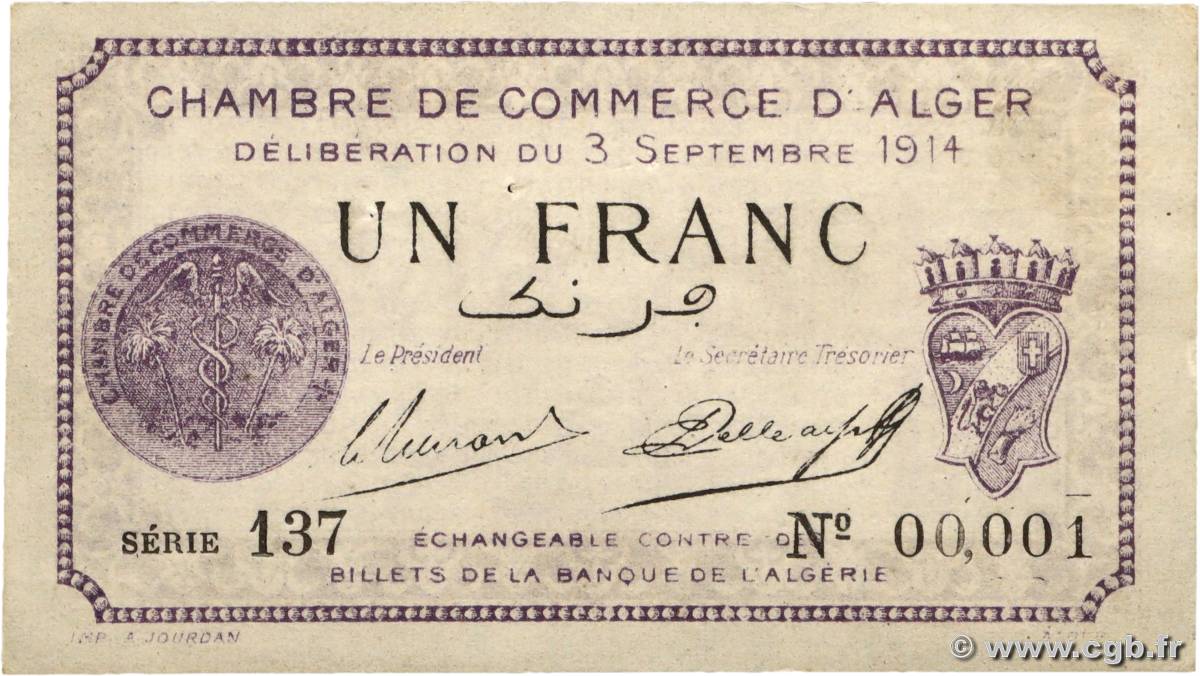 CHAMBRE DE COMMERCE D'ALGER
DÉLIBÉRATION DU 3 SEPTEMBRE 1914
UN FRANC
فرنك
CHAMBRE DE COMMERCE D'ALGER
Le Président
Le Secrétaire Trésorier
SÉRIE 137
Nº 00,001
ÉCHANGEABLE CONTRE DES
BILLETS DE LA BANQUE DE L'ALGÉRIE
IMP. A. JOURDAN
© www.cgb.fr